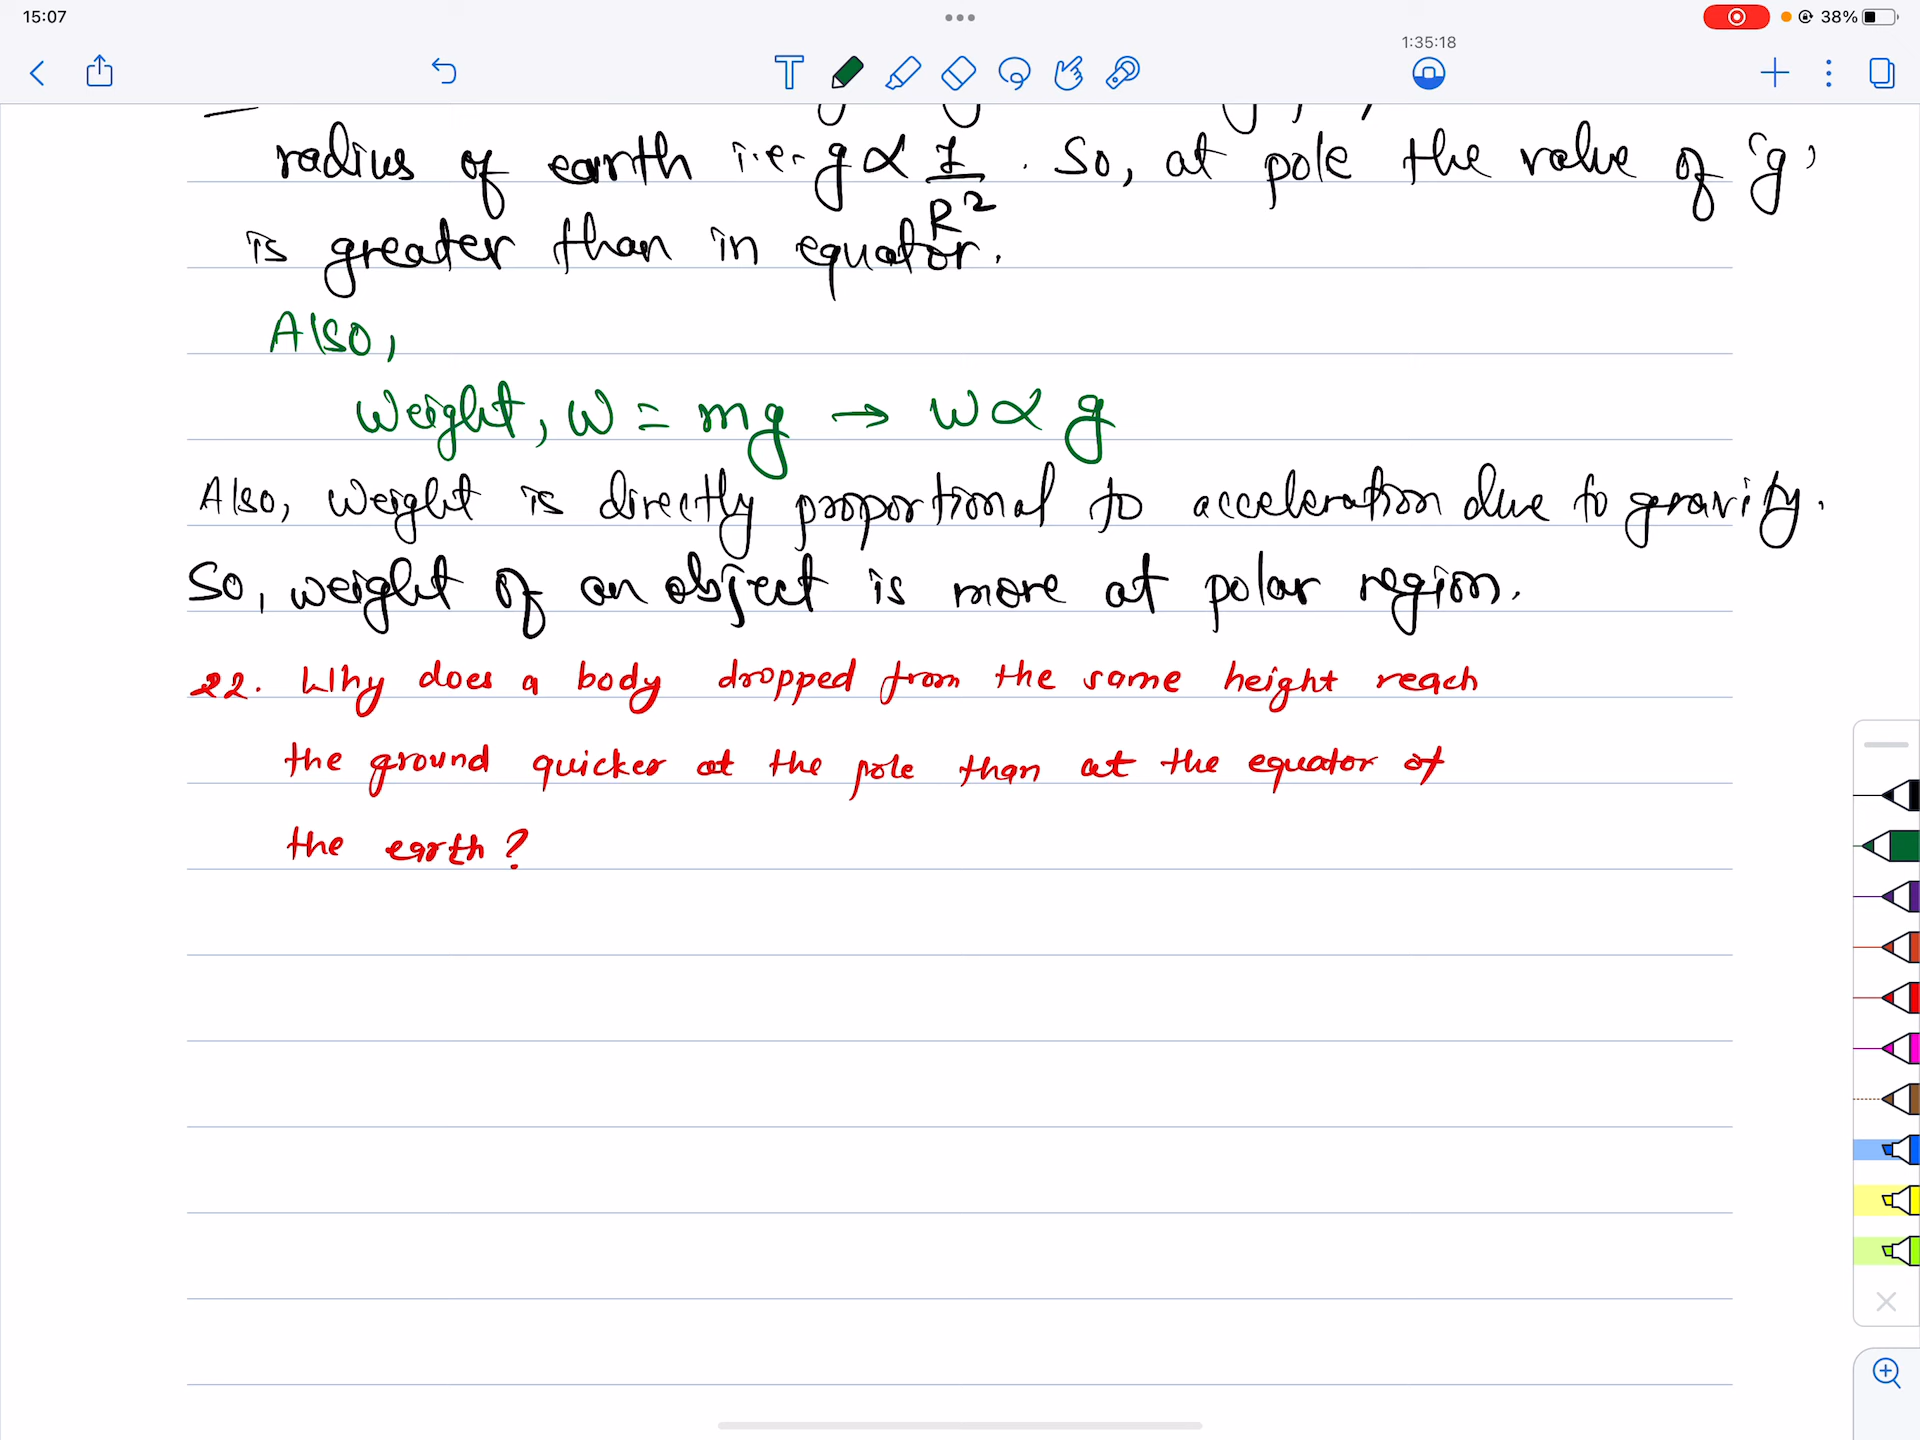 15:07
38%
1:35:18
radius of earth i.e. g ∝ 1/R². So, at pole the value of 'g'
is greater than in equator.
Also,
Weight, W = mg → W ∝ g
Also, weight is directly proportional to acceleration due to gravity.
So, weight of an object is more at polar region.
22. Why does a body dropped from the same height reach
the ground quicker at the pole than at the equator of
the earth?